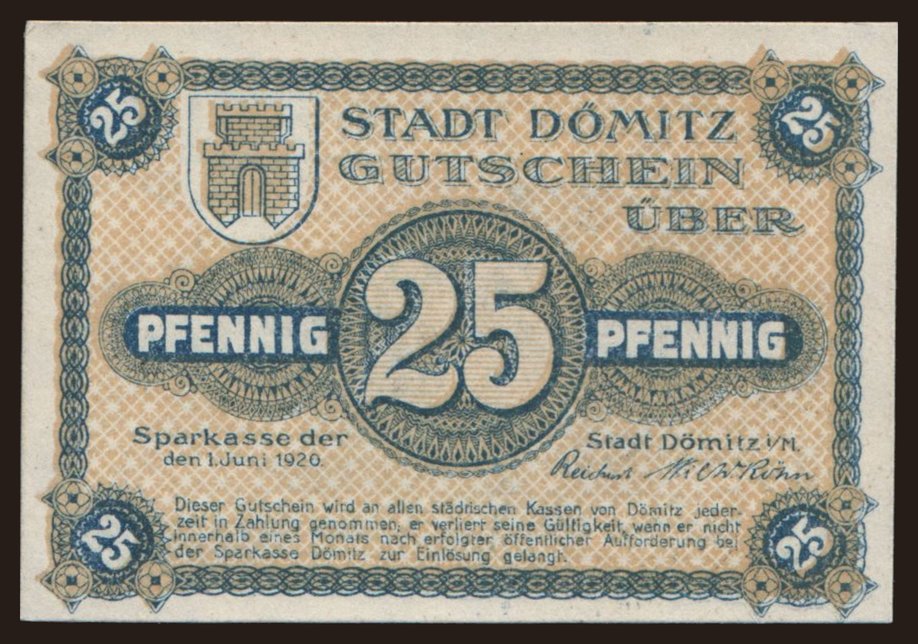 25
25
STADT DÖMITZ
GUTSCHEIN
ÜBER
PFENNIG 25 PFENNIG
Sparkasse der Stadt Dömitz i/M.
den 1. Juni 1920.
Dieser Gutschein wird an allen städtischen Kassen von Dömitz jeder-
zeit in Zahlung genommen; er verliert seine Gültigkeit, wenn er nicht
innerhalb eines Monats nach erfolgter öffentlicher Aufforderung bei
der Sparkasse Dömitz zur Einlösung gelangt.
25
25